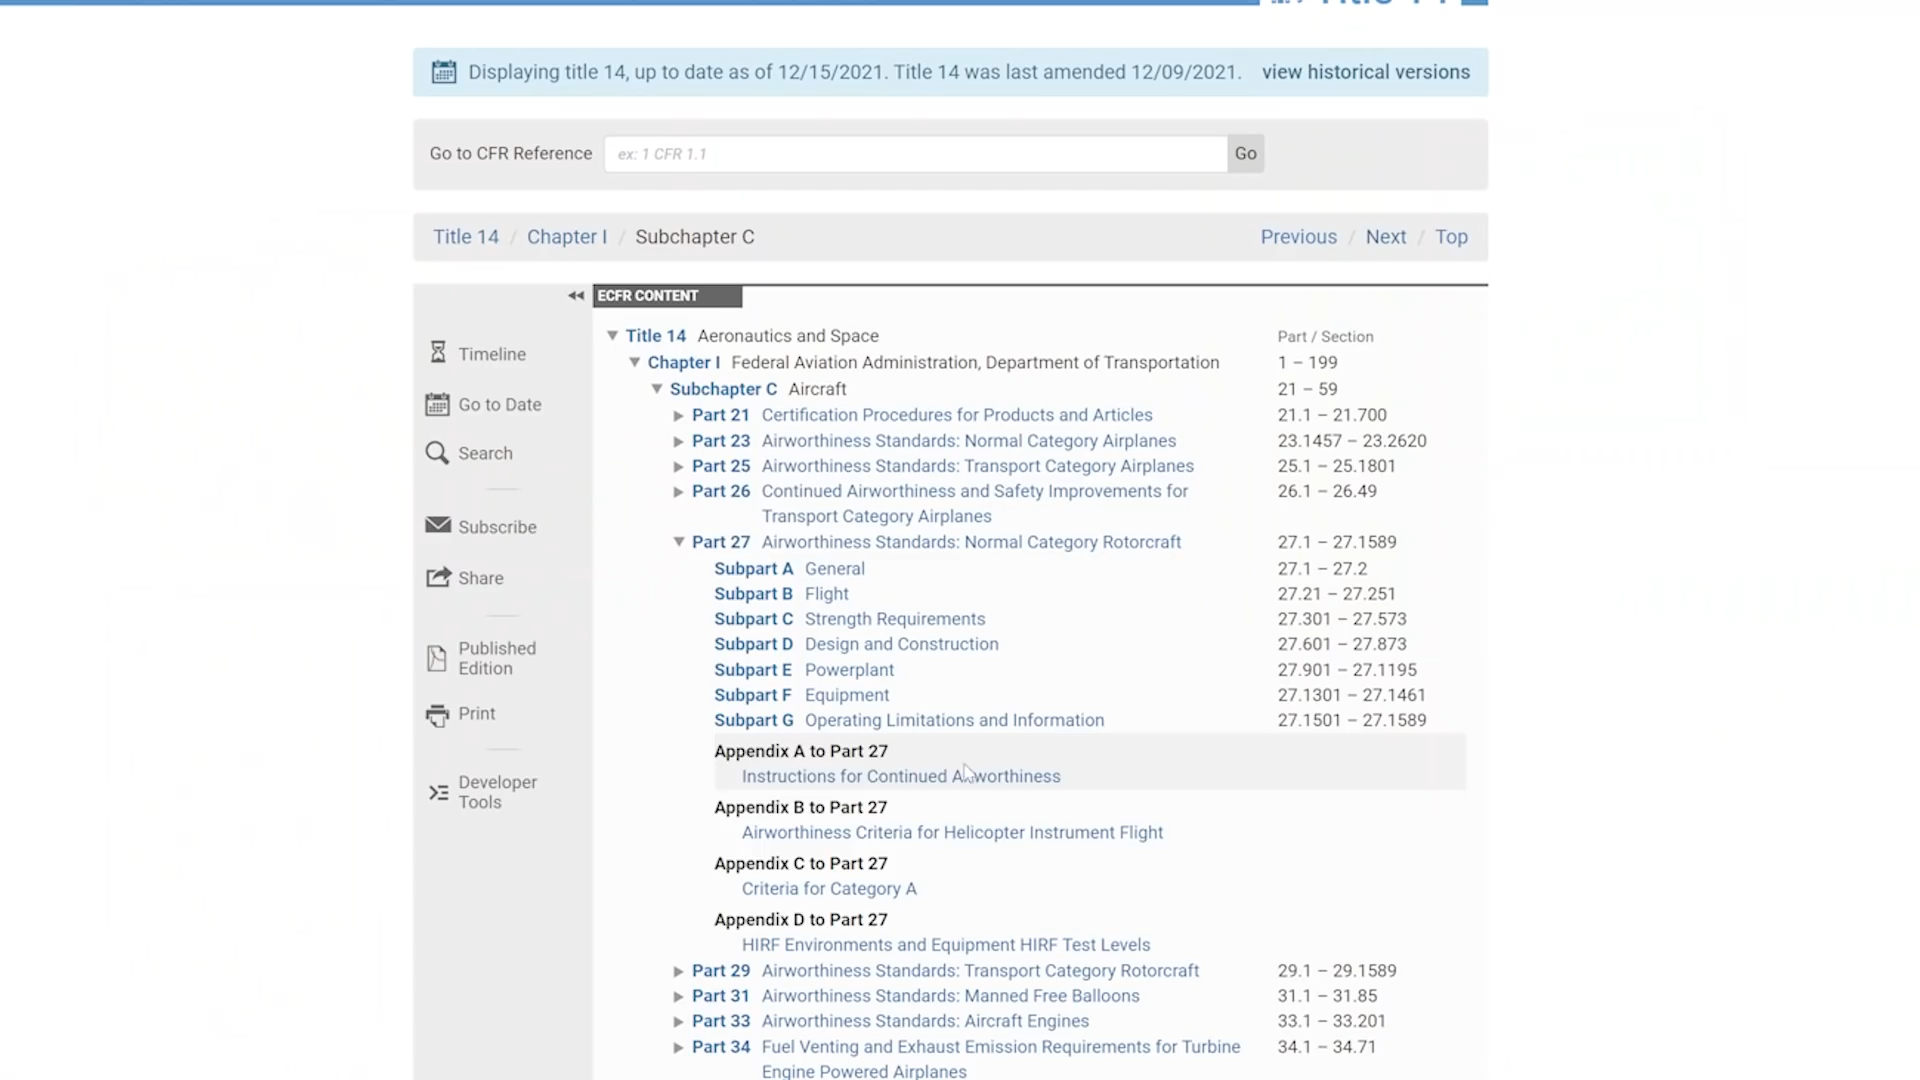 Displaying title 14, up to date as of 12/15/2021. Title 14 was last amended 12/09/2021. view historical versions
Go to CFR Reference ex: 1 CFR 1.1 Go
Title 14 / Chapter I / Subchapter C Previous / Next / Top
ECFR CONTENT
Timeline
Go to Date
Search
Subscribe
Share
Published
Edition
Print
Developer
Tools
Title 14 Aeronautics and Space Part / Section
Chapter I Federal Aviation Administration, Department of Transportation 1 – 199
Subchapter C Aircraft 21 – 59
Part 21 Certification Procedures for Products and Articles 21.1 – 21.700
Part 23 Airworthiness Standards: Normal Category Airplanes 23.1457 – 23.2620
Part 25 Airworthiness Standards: Transport Category Airplanes 25.1 – 25.1801
Part 26 Continued Airworthiness and Safety Improvements for 26.1 – 26.49
Transport Category Airplanes
Part 27 Airworthiness Standards: Normal Category Rotorcraft 27.1 – 27.1589
Subpart A General 27.1 – 27.2
Subpart B Flight 27.21 – 27.251
Subpart C Strength Requirements 27.301 – 27.573
Subpart D Design and Construction 27.601 – 27.873
Subpart E Powerplant 27.901 – 27.1195
Subpart F Equipment 27.1301 – 27.1461
Subpart G Operating Limitations and Information 27.1501 – 27.1589
Appendix A to Part 27
Instructions for Continued Airworthiness
Appendix B to Part 27
Airworthiness Criteria for Helicopter Instrument Flight
Appendix C to Part 27
Criteria for Category A
Appendix D to Part 27
HIRF Environments and Equipment HIRF Test Levels
Part 29 Airworthiness Standards: Transport Category Rotorcraft 29.1 – 29.1589
Part 31 Airworthiness Standards: Manned Free Balloons 31.1 – 31.85
Part 33 Airworthiness Standards: Aircraft Engines 33.1 – 33.201
Part 34 Fuel Venting and Exhaust Emission Requirements for Turbine 34.1 – 34.71
Engine Powered Airplanes